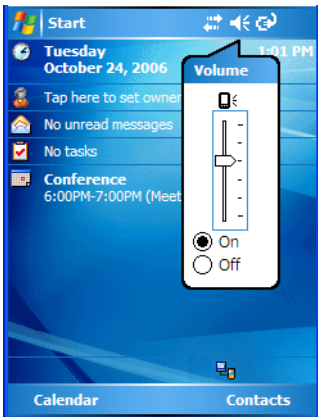 Start
Tuesday 1:01 PM
October 24, 2006
Volume
Tap here to set owner
No unread messages
No tasks
Conference
6:00PM-7:00PM (Meet
On
Off
Calendar Contacts